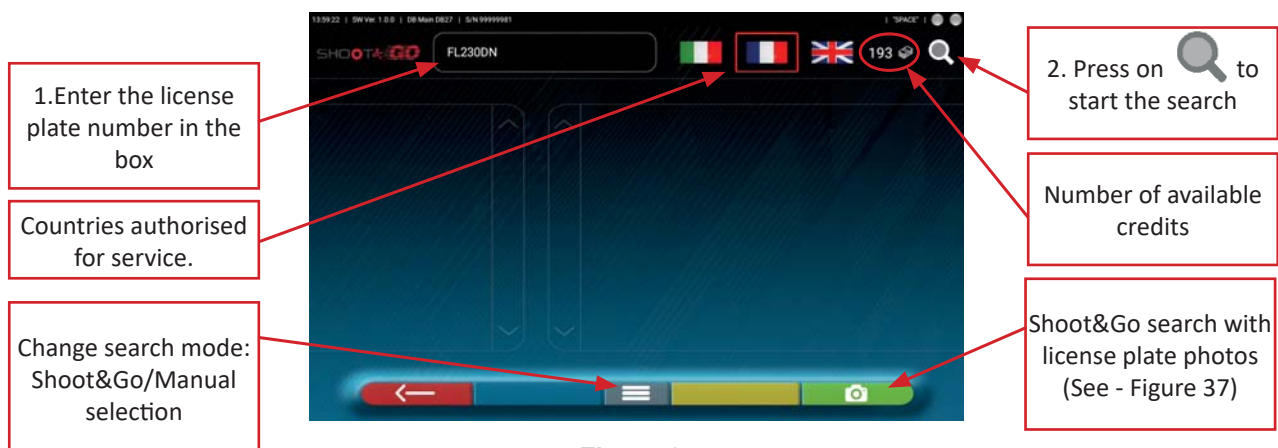 13:59:22 | SW Ver. 1.0.0 | DB Main DB27 | S/N 99999981
| "SPACE" |
SHOOT& GO
FL230DN
193
1.Enter the license
plate number in the
box
Countries authorised
for service.
Change search mode:
Shoot&Go/Manual
selection
2. Press on to
start the search
Number of available
credits
Shoot&Go search with
license plate photos
(See - Figure 37)